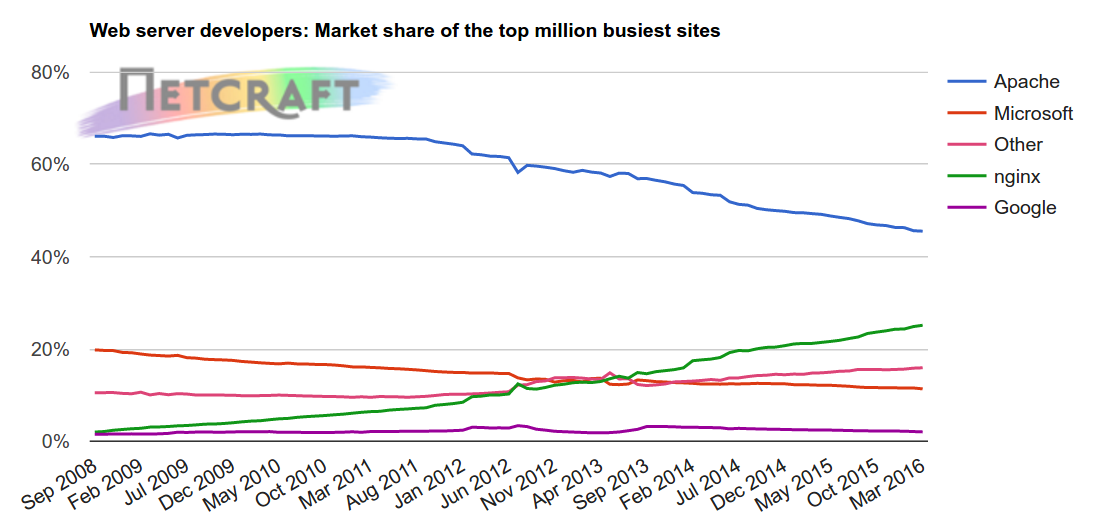 Web server developers: Market share of the top million busiest sites
80%
NETCRAFT
60%
40%
20%
0%
Apache
Microsoft
Other
nginx
Google
Sep 2008
Feb 2009
Jul 2009
Dec 2009
May 2010
Oct 2010
Mar 2011
Aug 2011
Jan 2012
Jun 2012
Nov 2012
Apr 2013
Sep 2013
Feb 2014
Jul 2014
Dec 2014
May 2015
Oct 2015
Mar 2016